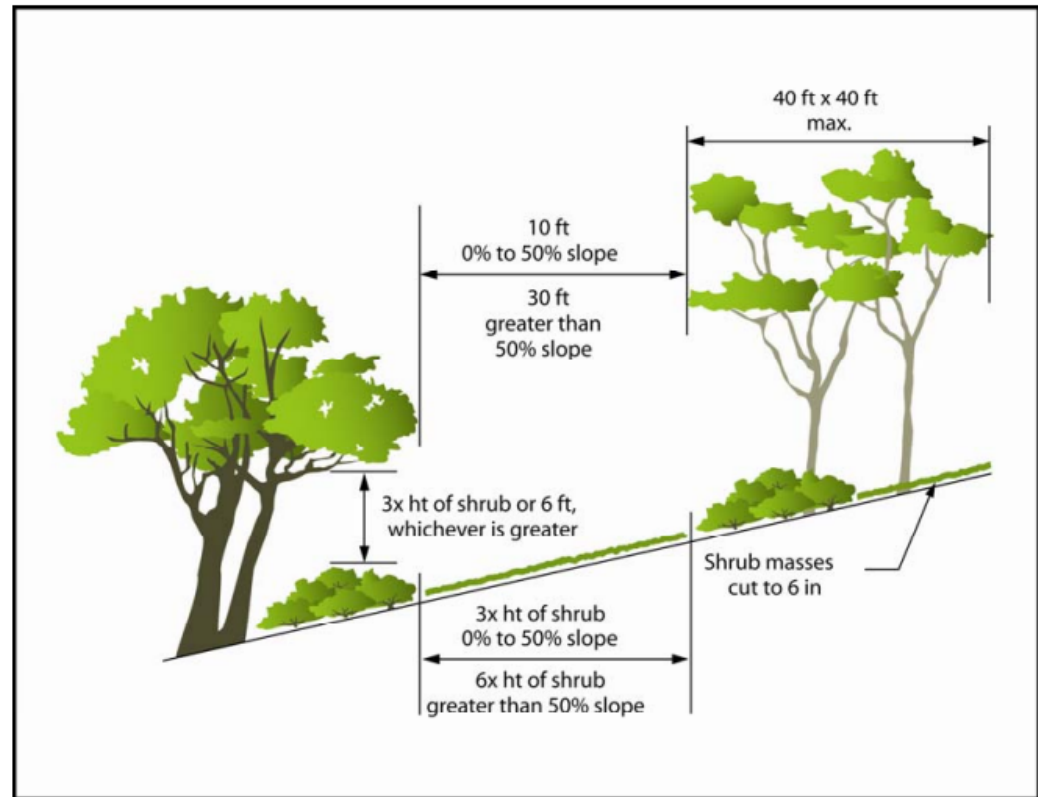 40 ft x 40 ft
max.
10 ft
0% to 50% slope
30 ft
greater than
50% slope
3x ht of shrub or 6 ft,
whichever is greater
Shrub masses
cut to 6 in
3x ht of shrub
0% to 50% slope
6x ht of shrub
greater than 50% slope